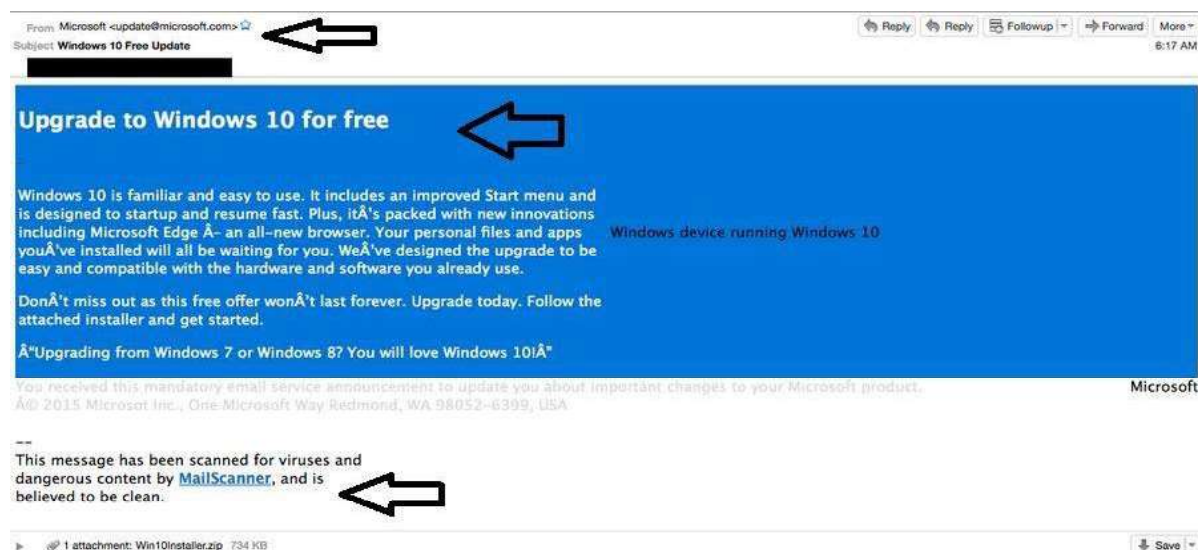 From Microsoft <update@microsoft.com>
Reply Reply Followup Forward More
Subject Windows 10 Free Update
6:17 AM
Upgrade to Windows 10 for free
Windows 10 is familiar and easy to use. It includes an improved Start menu and
is designed to startup and resume fast. Plus, itÂ's packed with new innovations
including Microsoft Edge Â– an all-new browser. Your personal files and apps
youÂ've installed will all be waiting for you. WeÂ've designed the upgrade to be
easy and compatible with the hardware and software you already use.
Windows device running Windows 10
DonÂ't miss out as this free offer wonÂ't last forever. Upgrade today. Follow the
attached installer and get started.
Â"Upgrading from Windows 7 or Windows 8? You will love Windows 10!Â"
You received this mandatory email service announcement to update you about important changes to your Microsoft product.
Microsoft
Â© 2015 Microsot Inc., One Microsoft Way Redmond, WA 98052-6399, USA
--
This message has been scanned for viruses and
dangerous content by MailScanner, and is
believed to be clean.
1 attachment: Win10Installer.zip 734 KB
Save